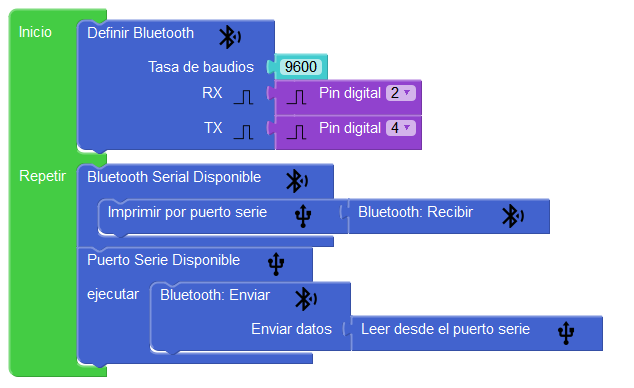 Inicio
Definir Bluetooth
Tasa de baudios 9600
RX Pin digital 2
TX Pin digital 4
Repetir
Bluetooth Serial Disponible
Imprimir por puerto serie Bluetooth: Recibir
Puerto Serie Disponible
ejecutar Bluetooth: Enviar
Enviar datos Leer desde el puerto serie